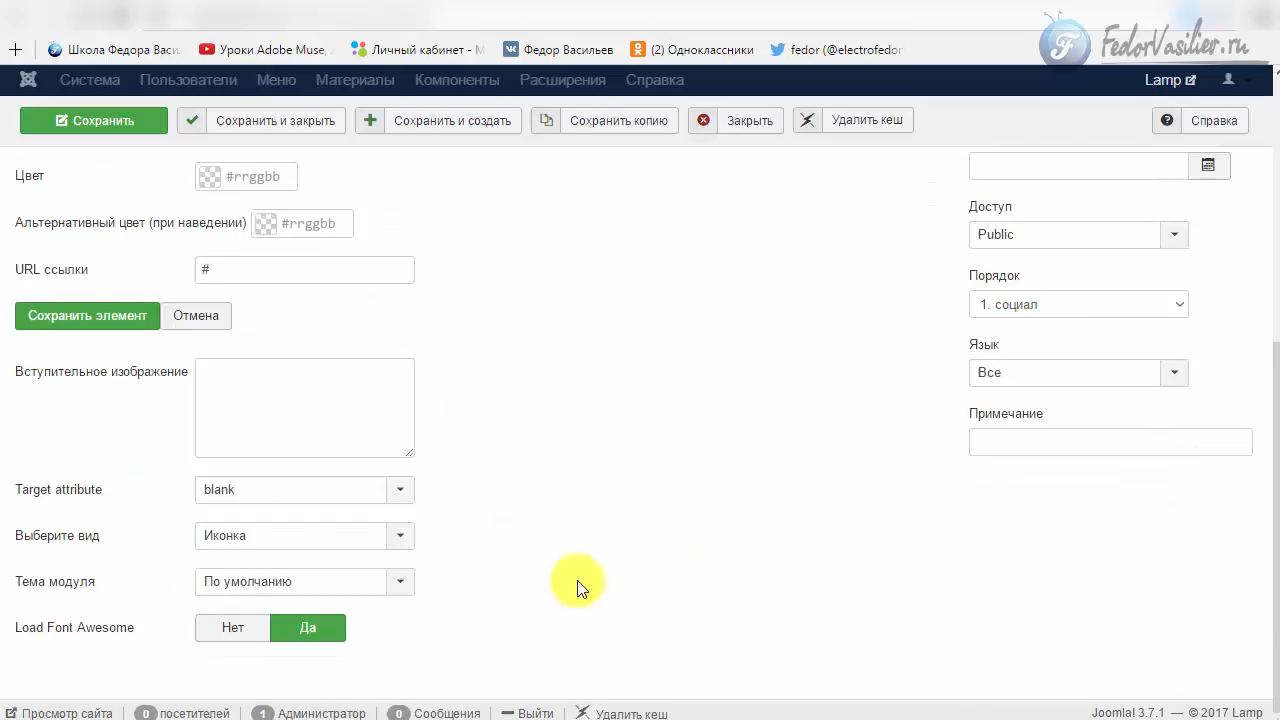 Школа Федора Васил
Уроки Adobe Muse,
Личный кабинет - М
Федор Васильев
(2) Одноклассники
fedor (@electrofedor
FedorVasiliev.ru
Система
Пользователи
Меню
Материалы
Компоненты
Расширения
Справка
Lamp
Сохранить
Сохранить и закрыть
Сохранить и создать
Сохранить копию
Закрыть
Удалить кеш
Справка
Цвет
#rrggbb
Альтернативный цвет (при наведении)
#rrggbb
URL ссылки
#
Сохранить элемент
Отмена
Вступительное изображение
Target attribute
blank
Выберите вид
Иконка
Тема модуля
По умолчанию
Load Font Awesome
Нет
Да
Доступ
Public
Порядок
1. социал
Язык
Все
Примечание
Просмотр сайта
0 посетителей
1 Администратор
0 Сообщения
Выйти
Удалить кеш
Joomla! 3.7.1 — © 2017 Lamp